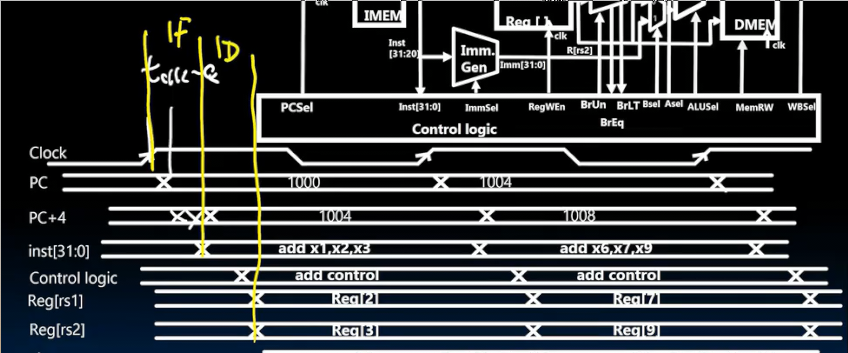 IF
ID
IMEM
Reg [ ]
clk
DMEM
clk
Inst
[31:20]
Imm.
Gen
Imm[31:0]
R[rs2]
PCSel
Inst[31:0]
ImmSel
RegWEn
BrUn
BrEq
BrLT
Bsel
Asel
ALUSel
MemRW
WBSel
Control logic
Clock
PC
1000
1004
PC+4
1004
1008
inst[31:0]
add x1,x2,x3
add x6,x7,x9
Control logic
add control
add control
Reg[rs1]
Reg[2]
Reg[7]
Reg[rs2]
Reg[3]
Reg[9]